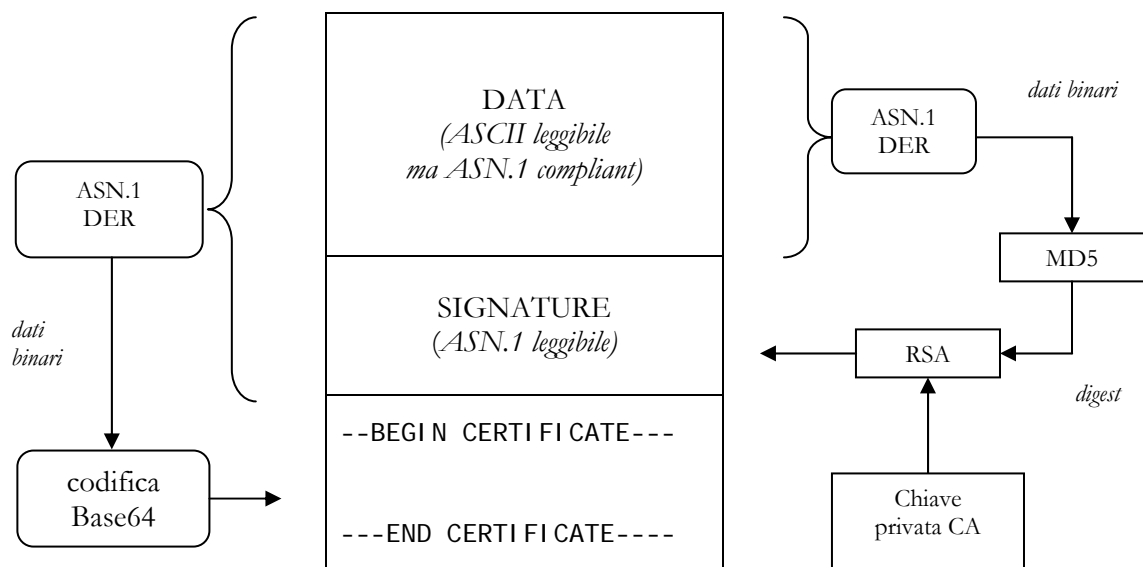 DATA
(ASCII leggibile
ma ASN.1 compliant)
ASN.1
DER
dati binari
ASN.1
DER
MD5
SIGNATURE
(ASN.1 leggibile)
dati
binari
RSA
digest
--BEGIN CERTIFICATE---
codifica
Base64
Chiave
privata CA
---END CERTIFICATE----